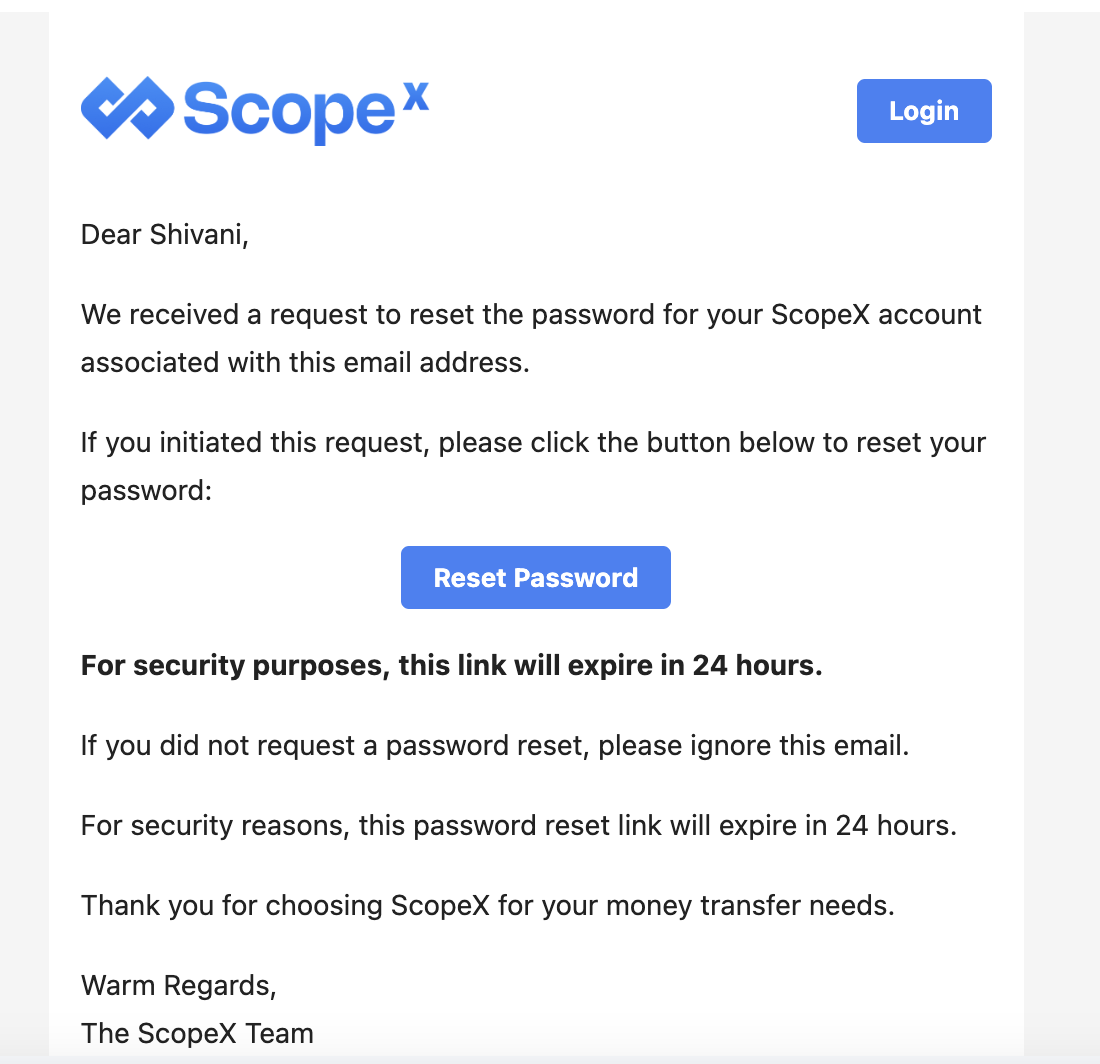 ScopeX
Login
Dear Shivani,
We received a request to reset the password for your ScopeX account
associated with this email address.
If you initiated this request, please click the button below to reset your
password:
Reset Password
For security purposes, this link will expire in 24 hours.
If you did not request a password reset, please ignore this email.
For security reasons, this password reset link will expire in 24 hours.
Thank you for choosing ScopeX for your money transfer needs.
Warm Regards,
The ScopeX Team